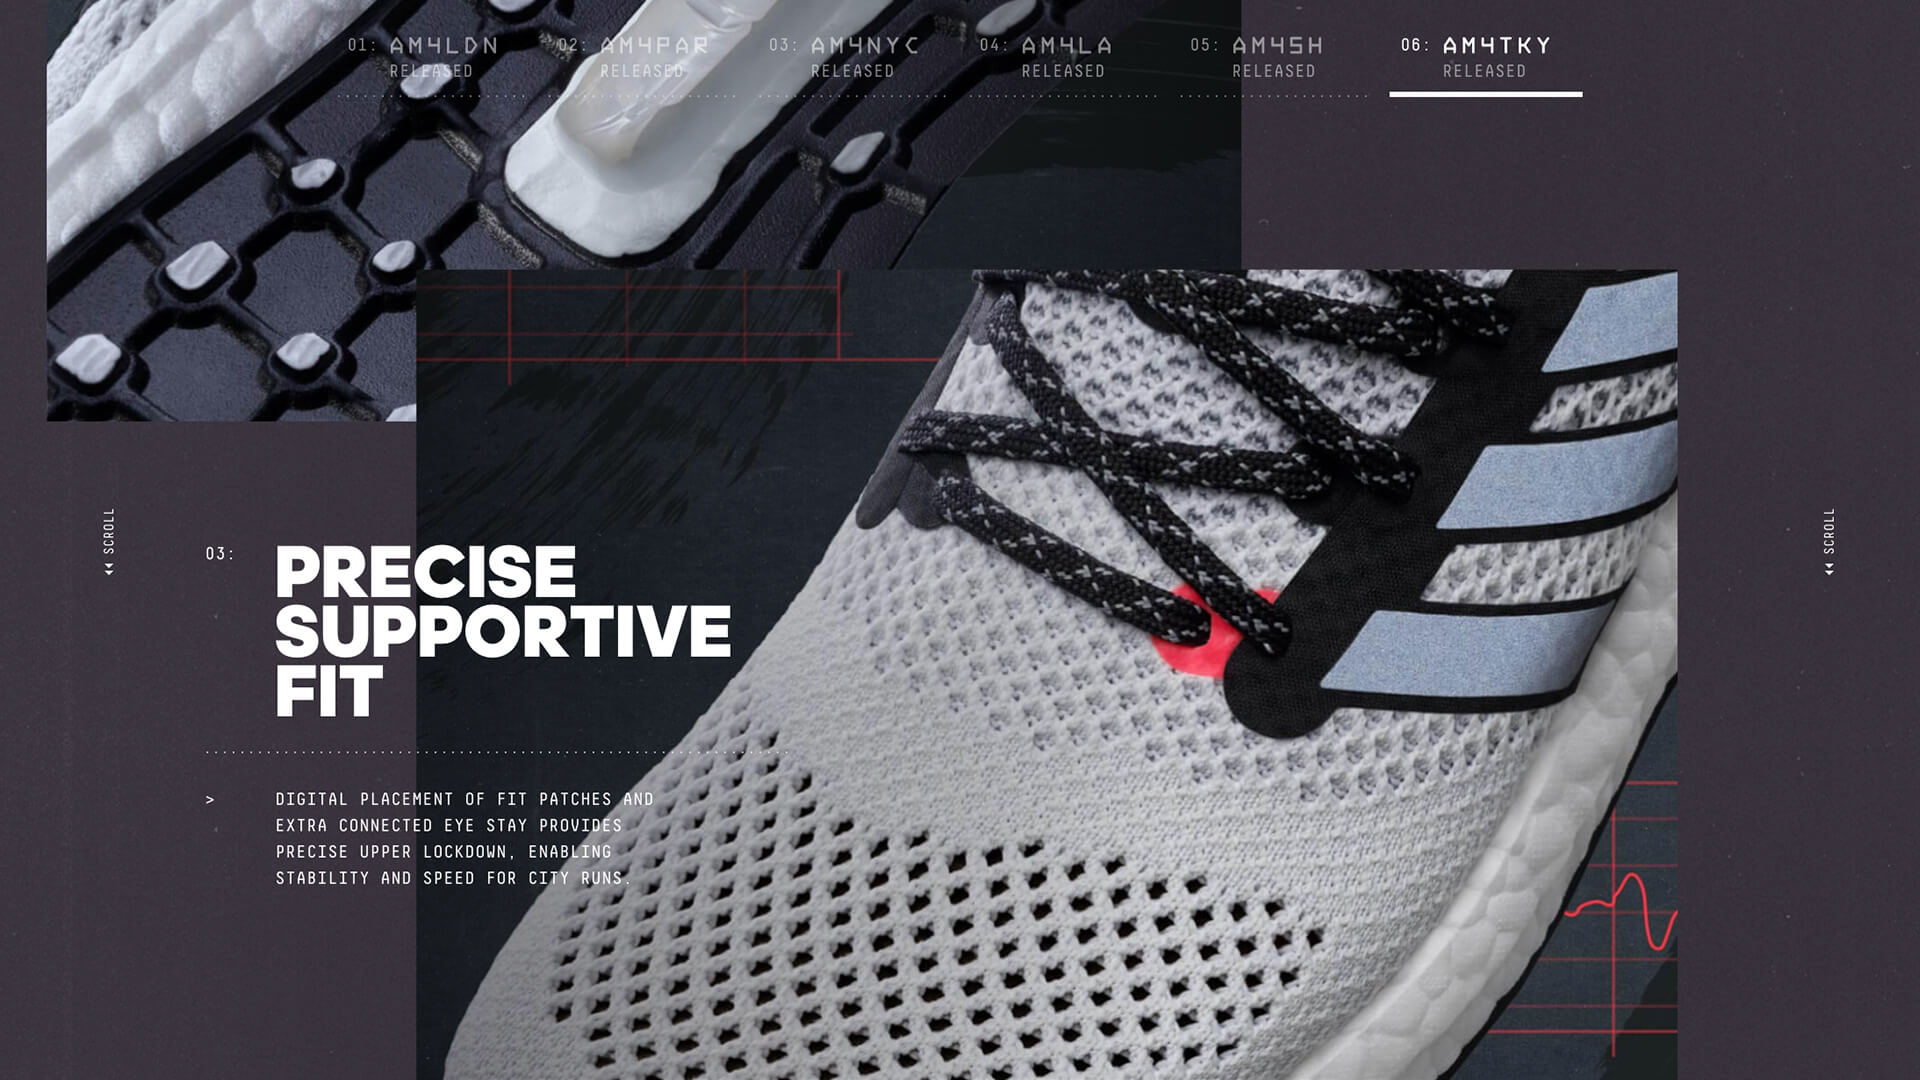 01: AM4LDN
RELEASED
02: AM4PAR
RELEASED
03: AM4NYC
RELEASED
04: AM4LA
RELEASED
05: AM4SH
RELEASED
06: AM4TKY
RELEASED
SCROLL
03:
PRECISE
SUPPORTIVE
FIT
> DIGITAL PLACEMENT OF FIT PATCHES AND
EXTRA CONNECTED EYE STAY PROVIDES
PRECISE UPPER LOCKDOWN, ENABLING
STABILITY AND SPEED FOR CITY RUNS.
SCROLL